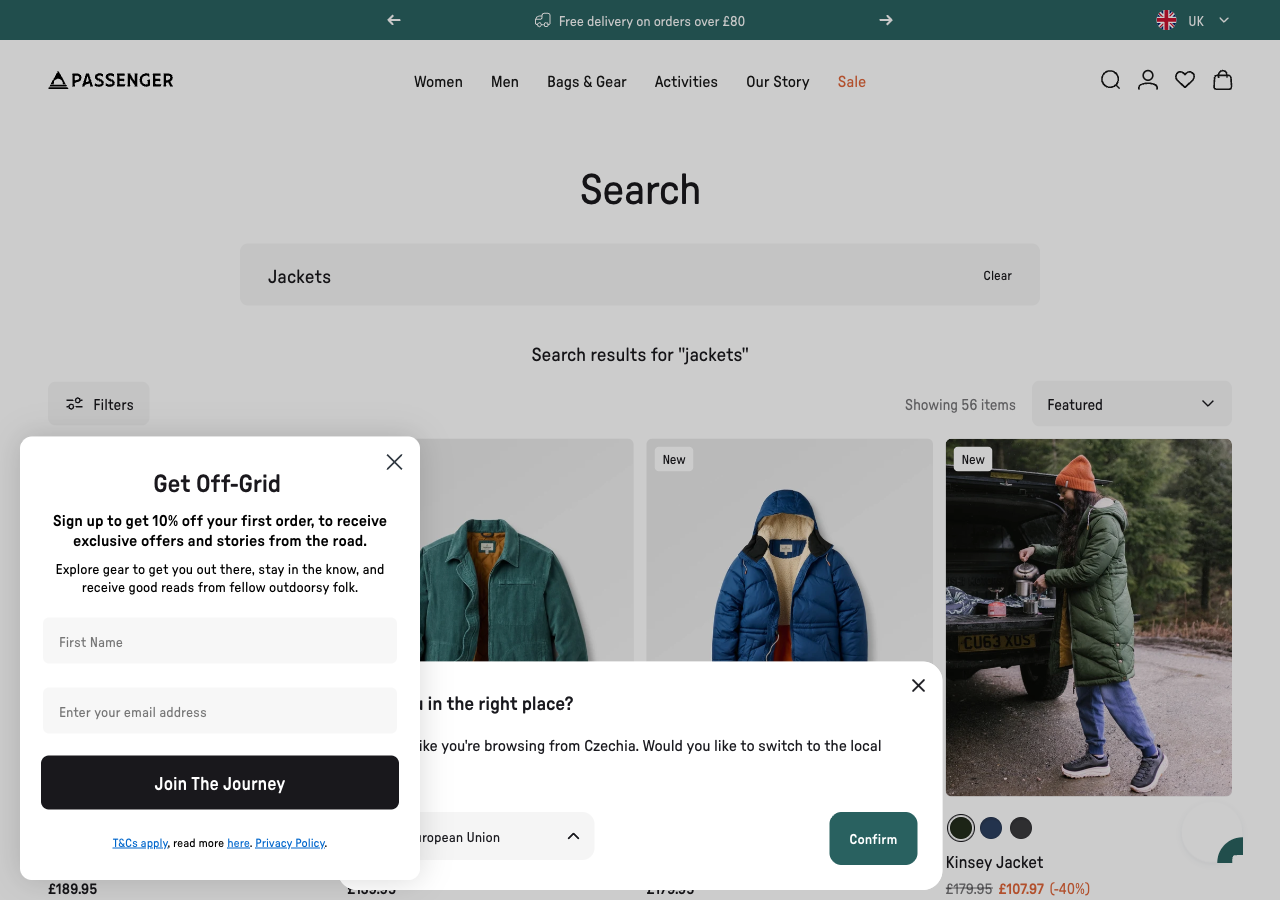 Free delivery on orders over £80
UK
PASSENGER
Women
Men
Bags & Gear
Activities
Our Story
Sale
Search
Jackets
Clear
Search results for "jackets"
Filters
Showing 56 items
Featured
New
New
Get Off-Grid
Sign up to get 10% off your first order, to receive
exclusive offers and stories from the road.
Explore gear to get you out there, stay in the know, and
receive good reads from fellow outdoorsy folk.
First Name
Enter your email address
Join The Journey
T&Cs apply, read more here. Privacy Policy.
in the right place?
you're browsing from Czechia. Would you like to switch to the local
Union
Confirm
CU63 XUS
Kinsey Jacket
£179.95 £107.97 (-40%)
£189.95